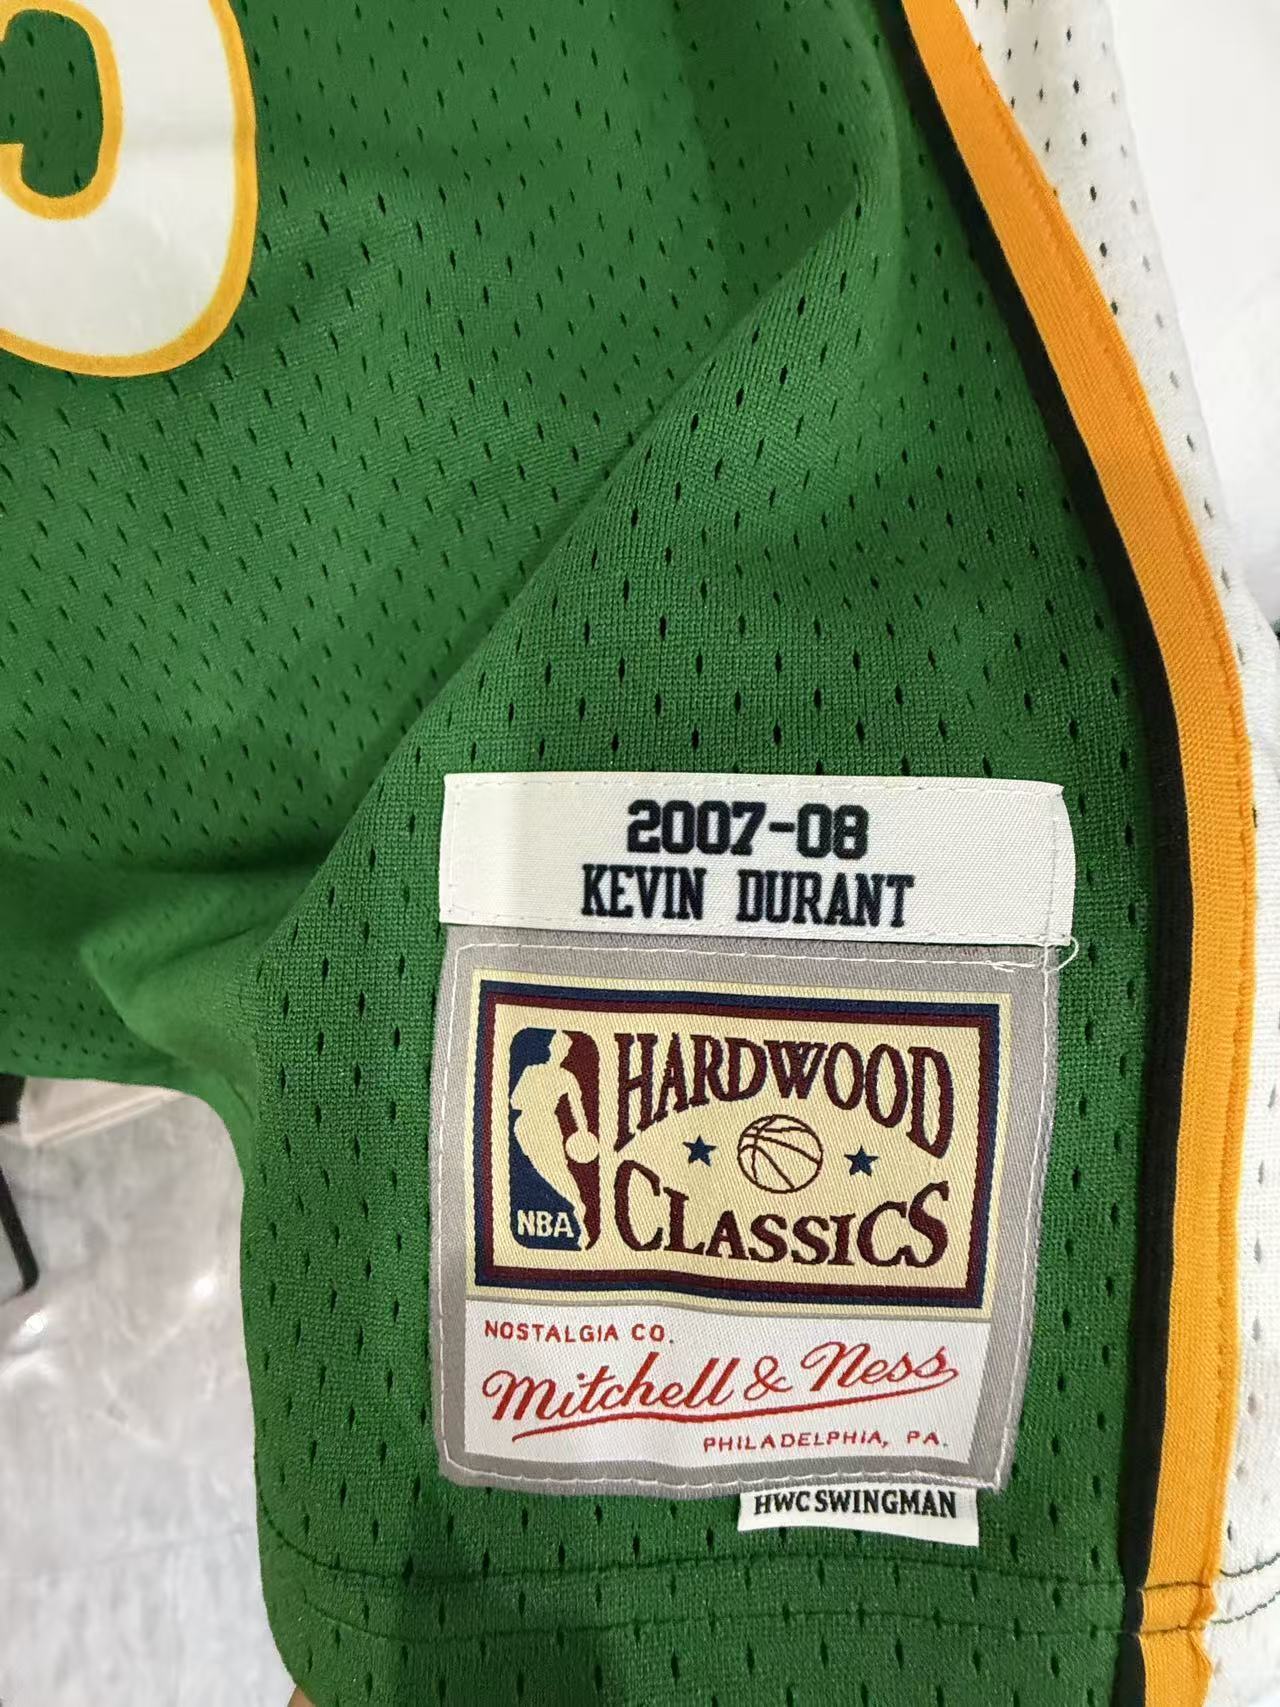 2007-08
KEVIN DURANT
HARDWOOD
CLASSICS
NBA
NOSTALGIA CO.
Mitchell & Ness
PHILADELPHIA, PA.
HWC SWINGMAN